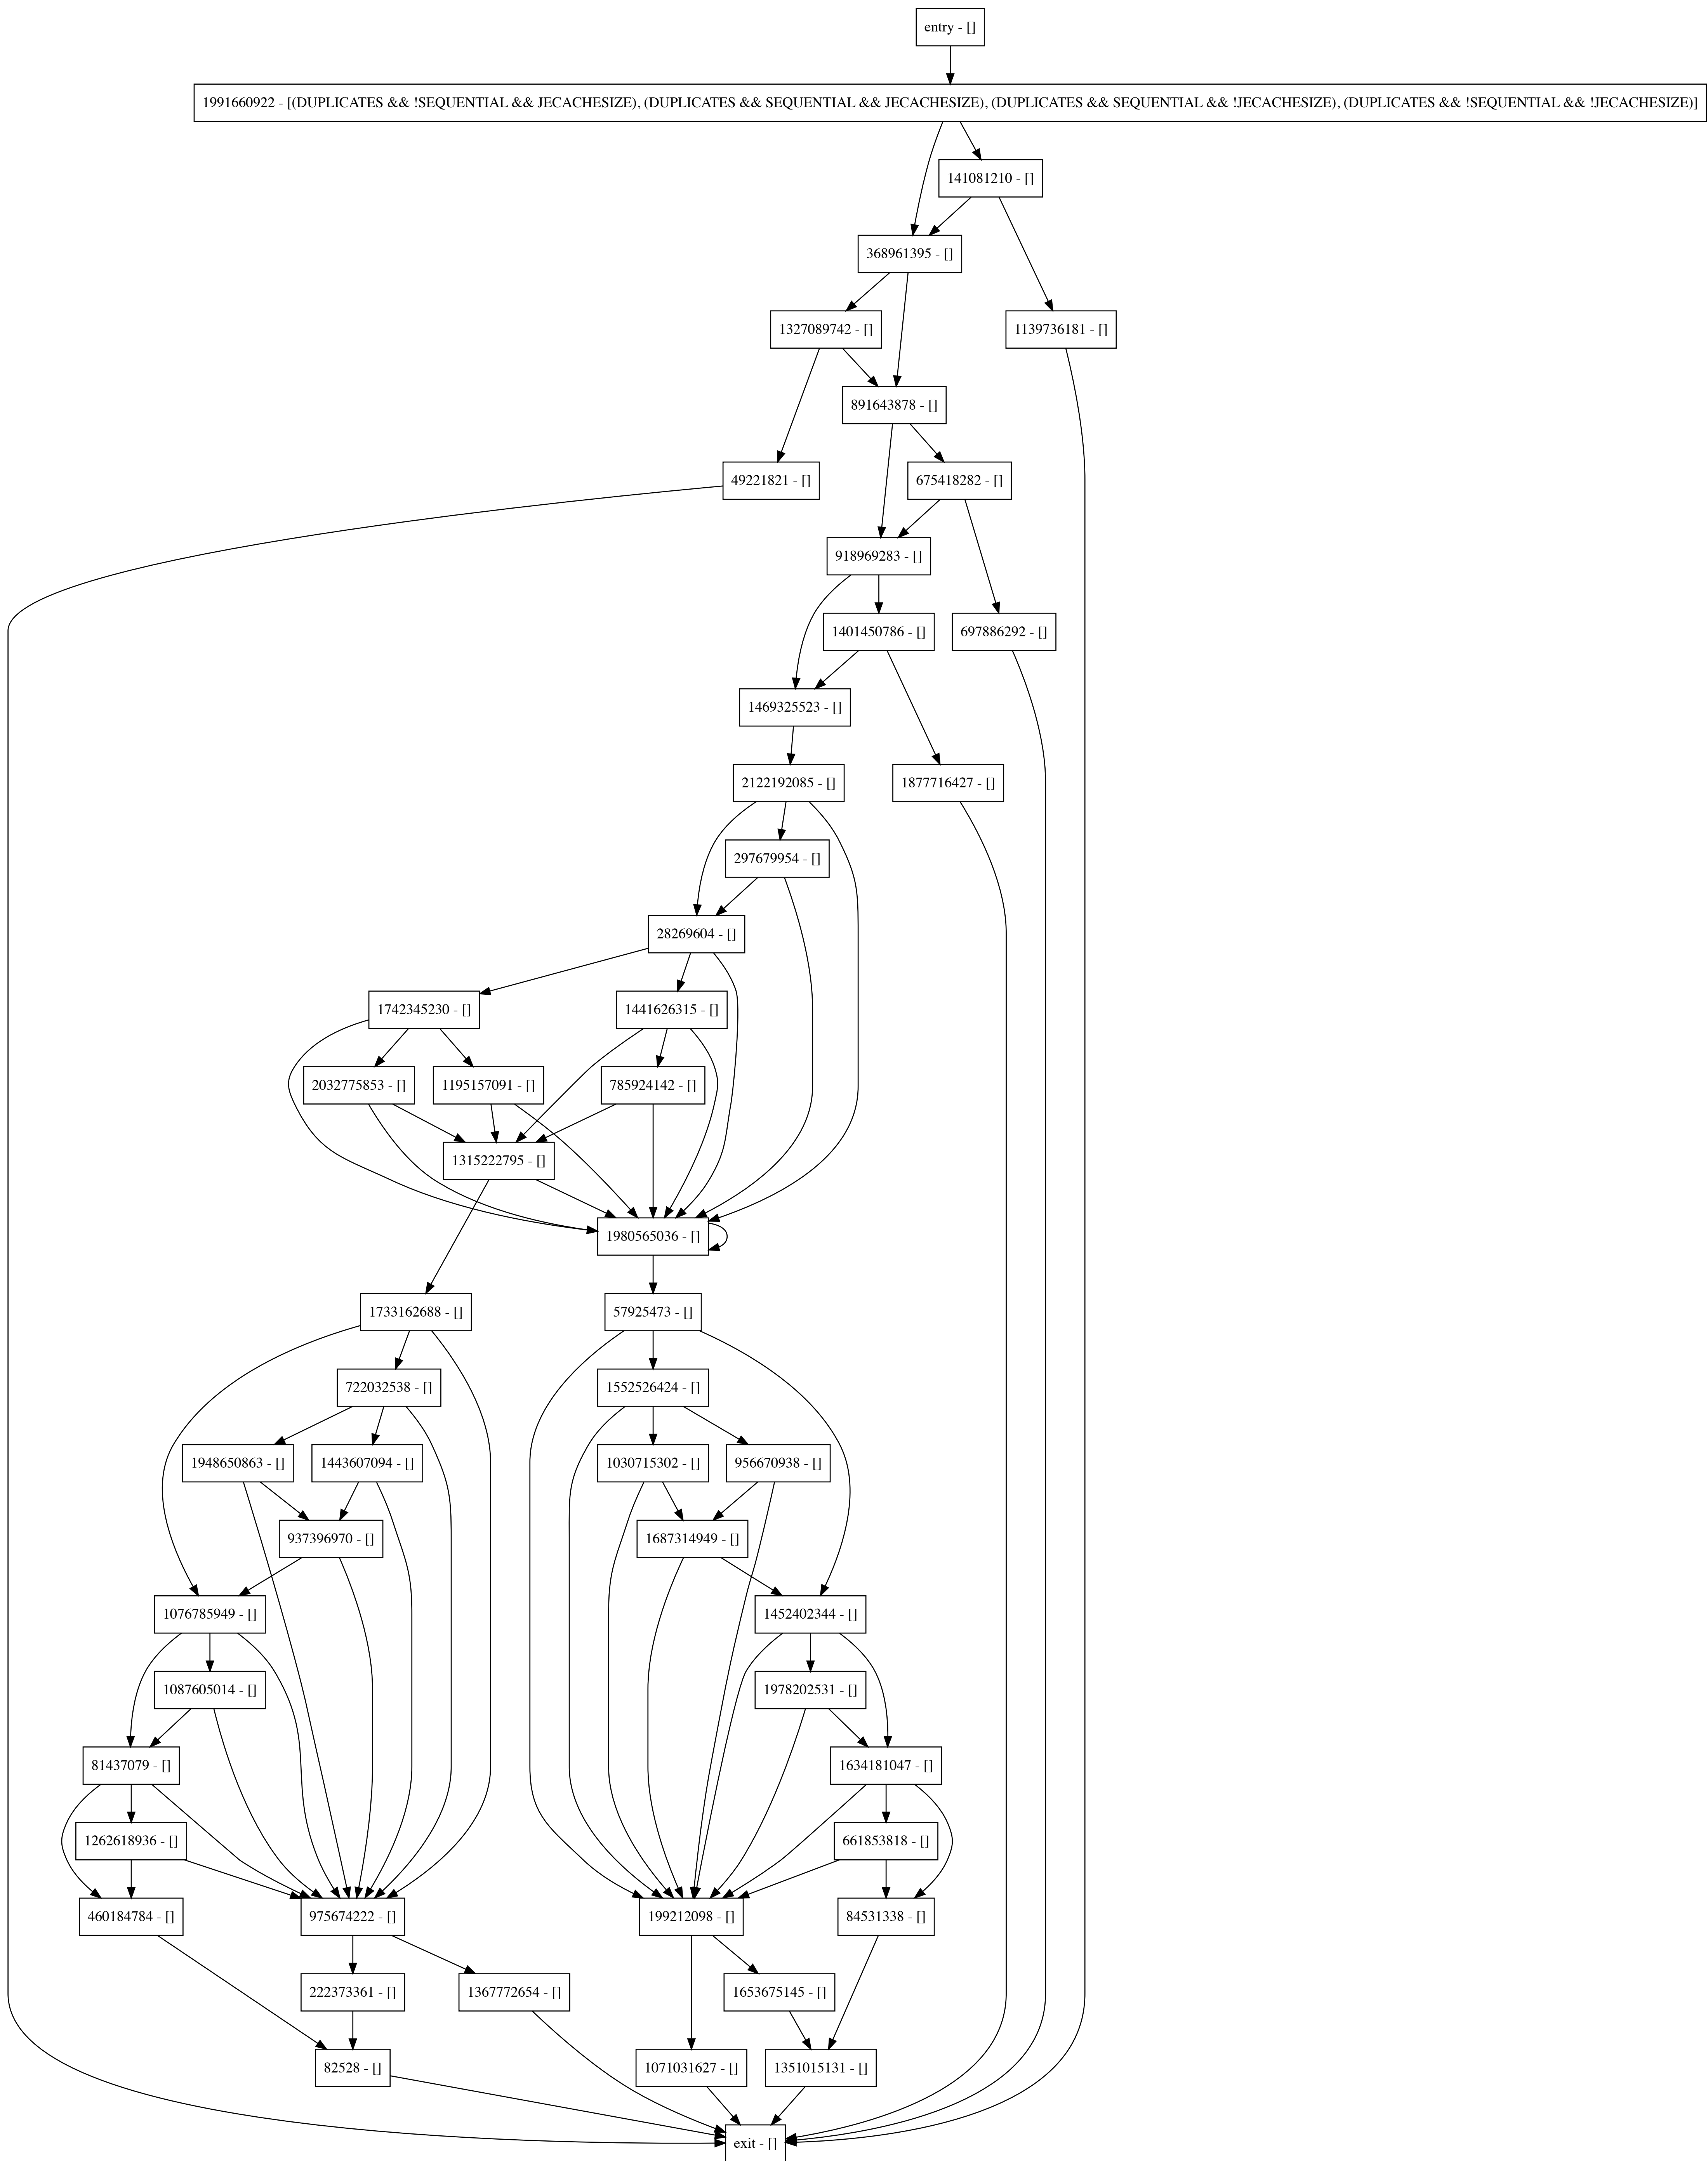 entry - []
1991660922 - [(DUPLICATES && !SEQUENTIAL && JECACHESIZE), (DUPLICATES && SEQUENTIAL && JECACHESIZE), (DUPLICATES && SEQUENTIAL && !JECACHESIZE), (DUPLICATES && !SEQUENTIAL && !JECACHESIZE)]
141081210 - []
368961395 - []
1327089742 - []
1139736181 - []
891643878 - []
49221821 - []
675418282 - []
918969283 - []
1401450786 - []
697886292 - []
1469325523 - []
2122192085 - []
1877716427 - []
297679954 - []
28269604 - []
1742345230 - []
1441626315 - []
2032775853 - []
1195157091 - []
785924142 - []
1315222795 - []
1980565036 - []
1733162688 - []
57925473 - []
722032538 - []
1552526424 - []
1948650863 - []
1443607094 - []
1030715302 - []
956670938 - []
937396970 - []
1687314949 - []
1076785949 - []
1452402344 - []
1087605014 - []
1978202531 - []
81437079 - []
1634181047 - []
1262618936 - []
661853818 - []
460184784 - []
975674222 - []
199212098 - []
84531338 - []
222373361 - []
1367772654 - []
1653675145 - []
82528 - []
1071031627 - []
1351015131 - []
exit - []